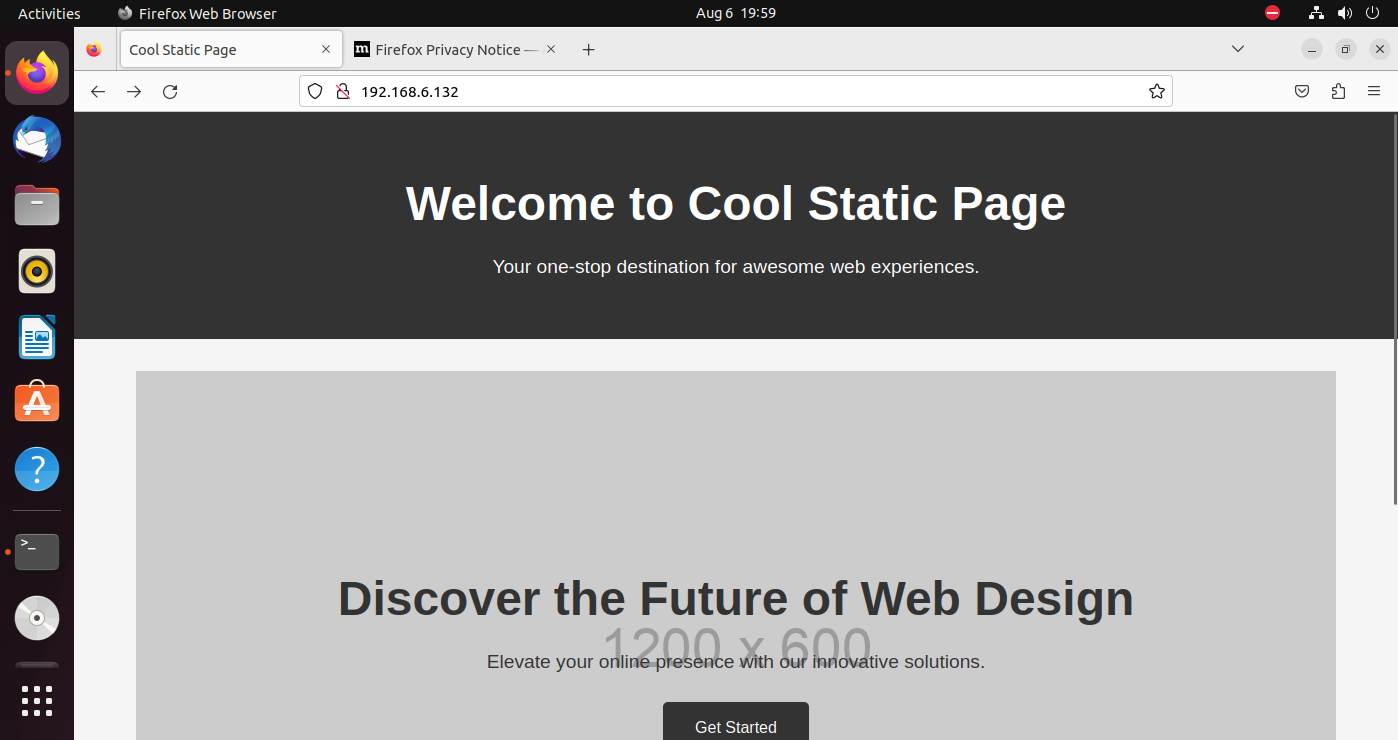 Activities Firefox Web Browser Aug 6 19:59
Cool Static Page Firefox Privacy Notice —
192.168.6.132
Welcome to Cool Static Page
Your one-stop destination for awesome web experiences.
Discover the Future of Web Design
1200 x 600
Elevate your online presence with our innovative solutions.
Get Started